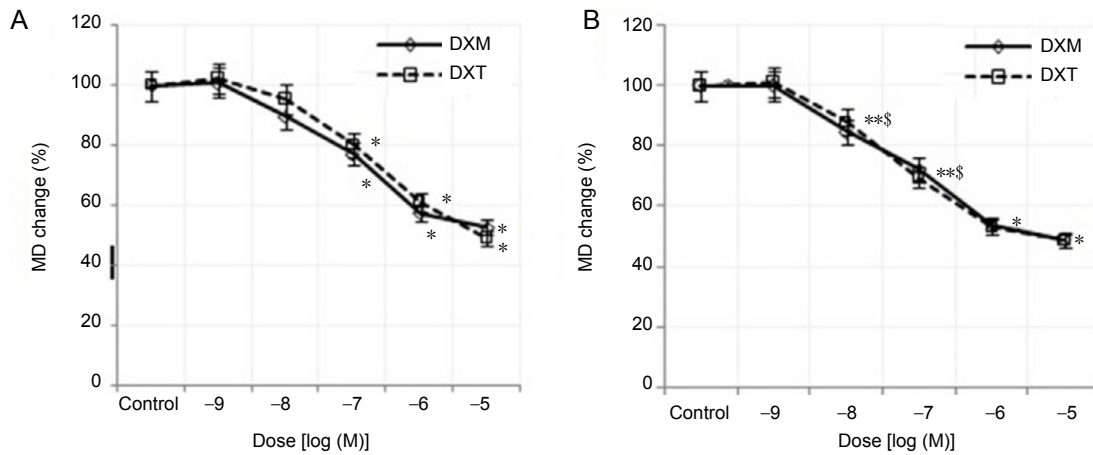 A
120
100
80
60
40
20
0
MD change (%)
DXM
DXT
*
*
*
*
*
*
Control
−9
−8
−7
−6
−5
Dose [log (M)]
B
120
100
80
60
40
20
0
MD change (%)
DXM
DXT
**$
**$
*
*
Control
−9
−8
−7
−6
−5
Dose [log (M)]